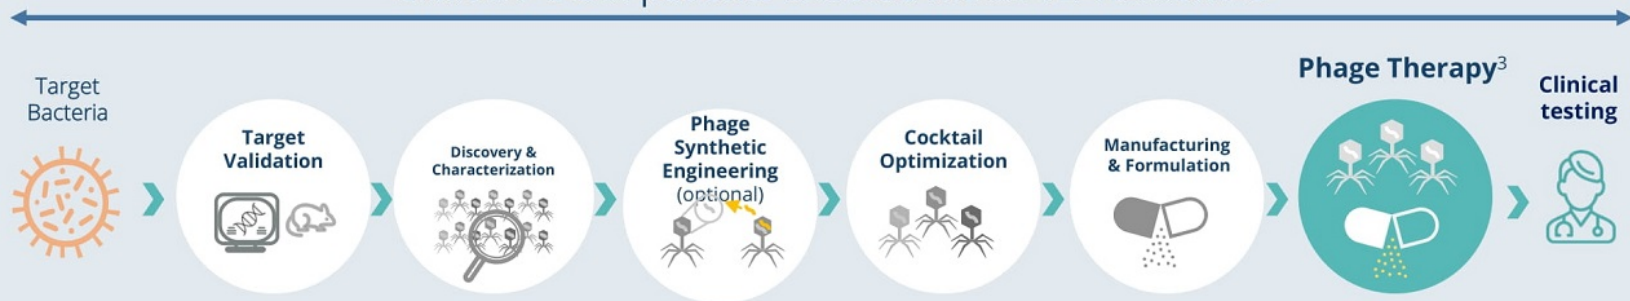 Target
Bacteria
Target
Validation
Discovery &
Characterization
Phage
Synthetic
Engineering
(optional)
Cocktail
Optimization
Manufacturing
& Formulation
Phage Therapy³
Clinical
testing